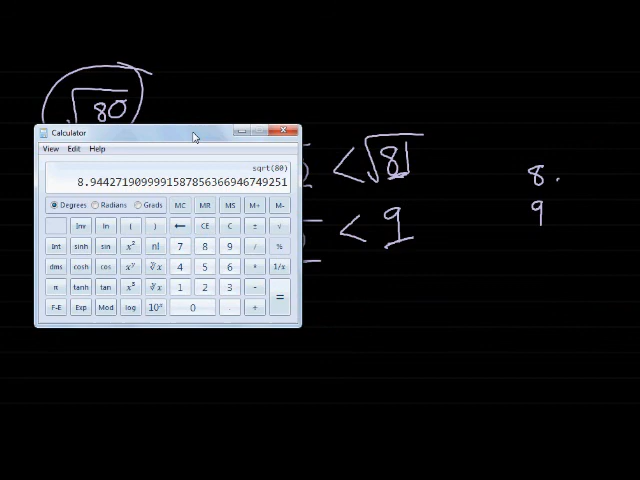 √80
Calculator
View Edit Help
sqrt(80)
8.9442719099991587856366946749251
Degrees Radians Grads MC MR MS M+ M-
Inv ln ( ) ← CE C ± √
Int sinh sin x² n! 7 8 9 / %
dms cosh cos xʸ ʸ√x 4 5 6 * 1/x
π tanh tan x³ ³√x 1 2 3 - =
F-E Exp Mod log 10ˣ 0 . +
< √81
< 9
8.
9